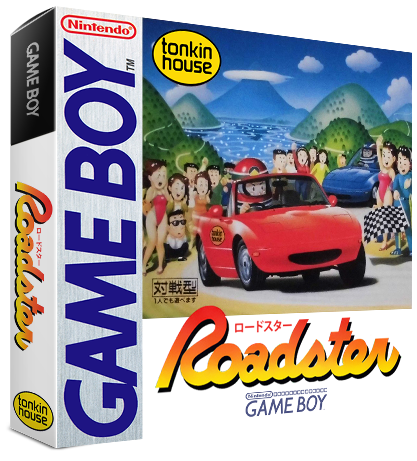 GAME BOY
ロードスター
Roadster
tonkin
house
Nintendo
GAME BOY
TM
tonkin
house
tonkin
house
対戦型
1人でも遊べます
ロードスター
Roadster
Nintendo
GAME BOY